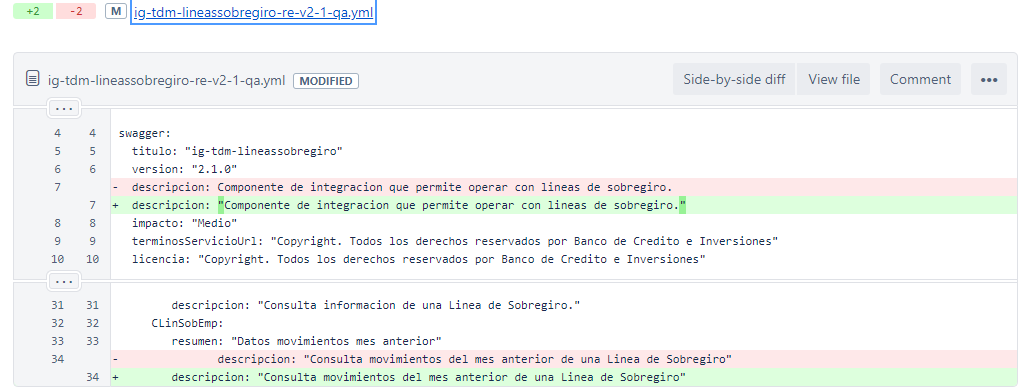 +2 -2 M ig-tdm-lineassobregiro-re-v2-1-qa.yml
ig-tdm-lineassobregiro-re-v2-1-qa.yml MODIFIED Side-by-side diff View file Comment •••
...
4 4 swagger:
5 5 titulo: "ig-tdm-lineassobregiro"
6 6 version: "2.1.0"
7 - descripcion: Componente de integracion que permite operar con lineas de sobregiro.
7 + descripcion: "Componente de integracion que permite operar con lineas de sobregiro."
8 8 impacto: "Medio"
9 9 terminosServicioUrl: "Copyright. Todos los derechos reservados por Banco de Credito e Inversiones"
10 10 licencia: "Copyright. Todos los derechos reservados por Banco de Credito e Inversiones"
...
31 31 descripcion: "Consulta informacion de una Linea de Sobregiro."
32 32 CLinSobEmp:
33 33 resumen: "Datos movimientos mes anterior"
34 - descripcion: "Consulta movimientos del mes anterior de una Linea de Sobregiro"
34 + descripcion: "Consulta movimientos del mes anterior de una Linea de Sobregiro"